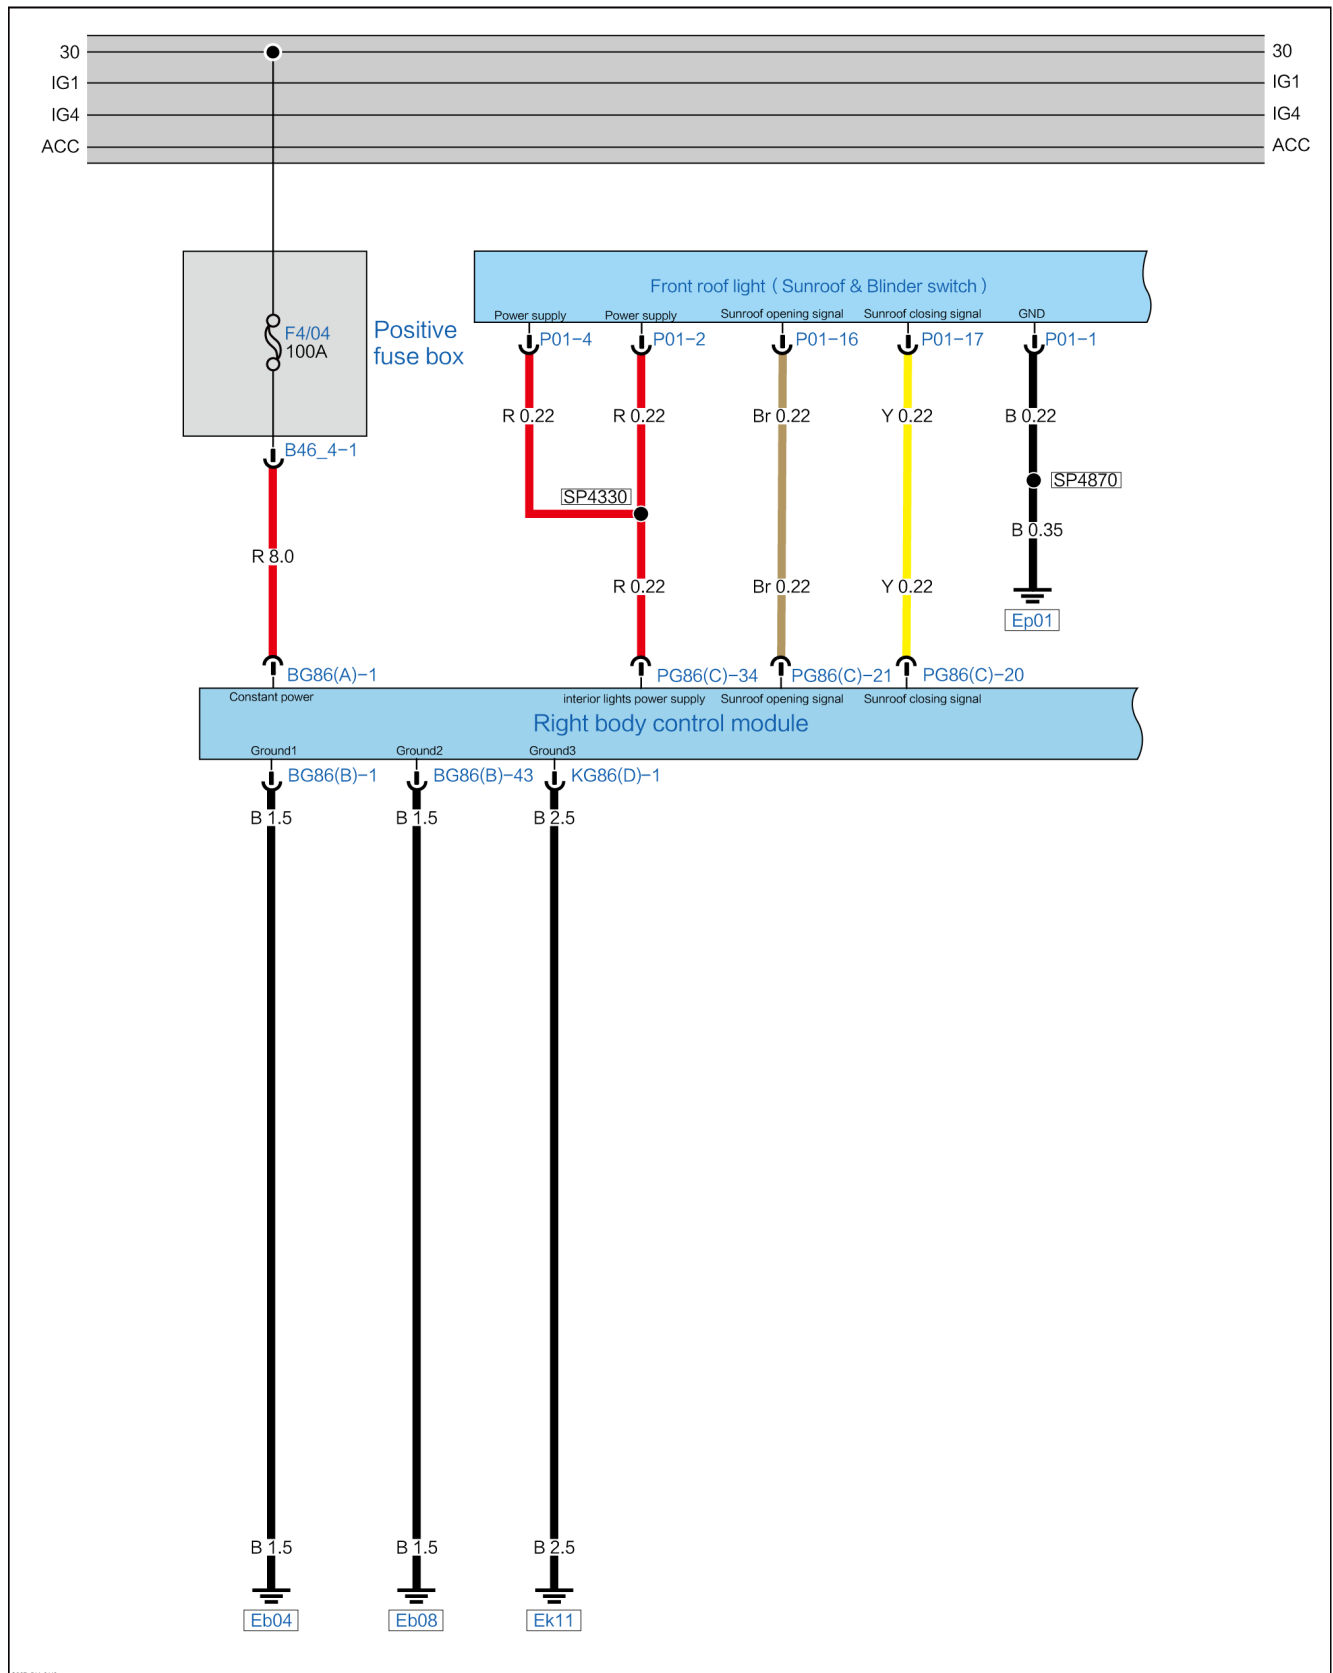 30 30
IG1 IG1
IG4 IG4
ACC ACC
Front roof light ( Sunroof & Blinder switch )
Power supply Power supply Sunroof opening signal Sunroof closing signal GND
P01-4 P01-2 P01-16 P01-17 P01-1
F4/04
100A
Positive
fuse box
R 0.22 R 0.22 Br 0.22 Y 0.22 B 0.22
B46_4-1
SP4870
SP4330
B 0.35
R 8.0
R 0.22 Br 0.22 Y 0.22
Ep01
BG86(A)-1 PG86(C)-34 PG86(C)-21 PG86(C)-20
Constant power interior lights power supply Sunroof opening signal Sunroof closing signal
Right body control module
Ground1 Ground2 Ground3
BG86(B)-1 BG86(B)-43 KG86(D)-1
B 1.5 B 1.5 B 2.5
B 1.5 B 1.5 B 2.5
Eb04 Eb08 Ek11